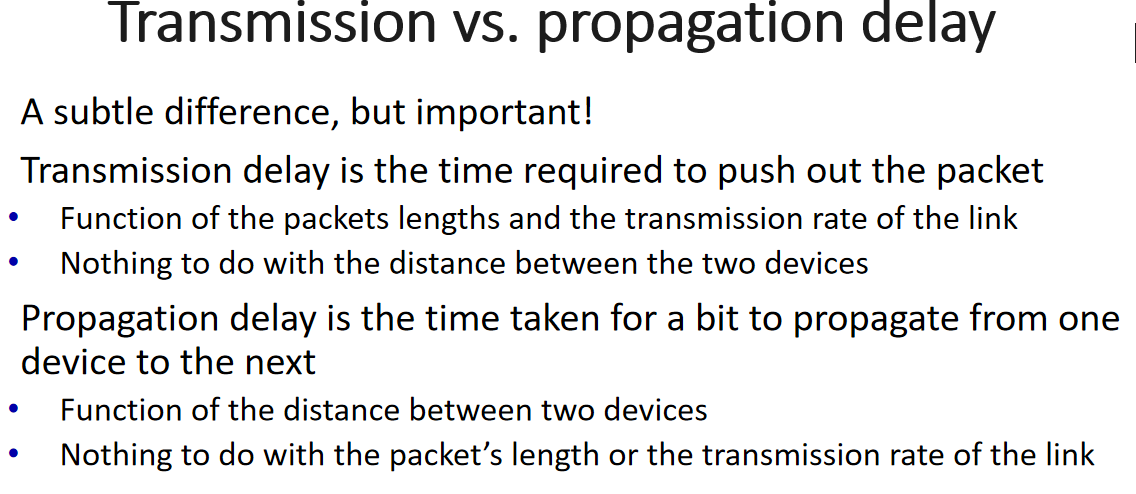 Transmission vs. propagation delay
A subtle difference, but important!
Transmission delay is the time required to push out the packet
• Function of the packets lengths and the transmission rate of the link
• Nothing to do with the distance between the two devices
Propagation delay is the time taken for a bit to propagate from one
device to the next
• Function of the distance between two devices
• Nothing to do with the packet’s length or the transmission rate of the link